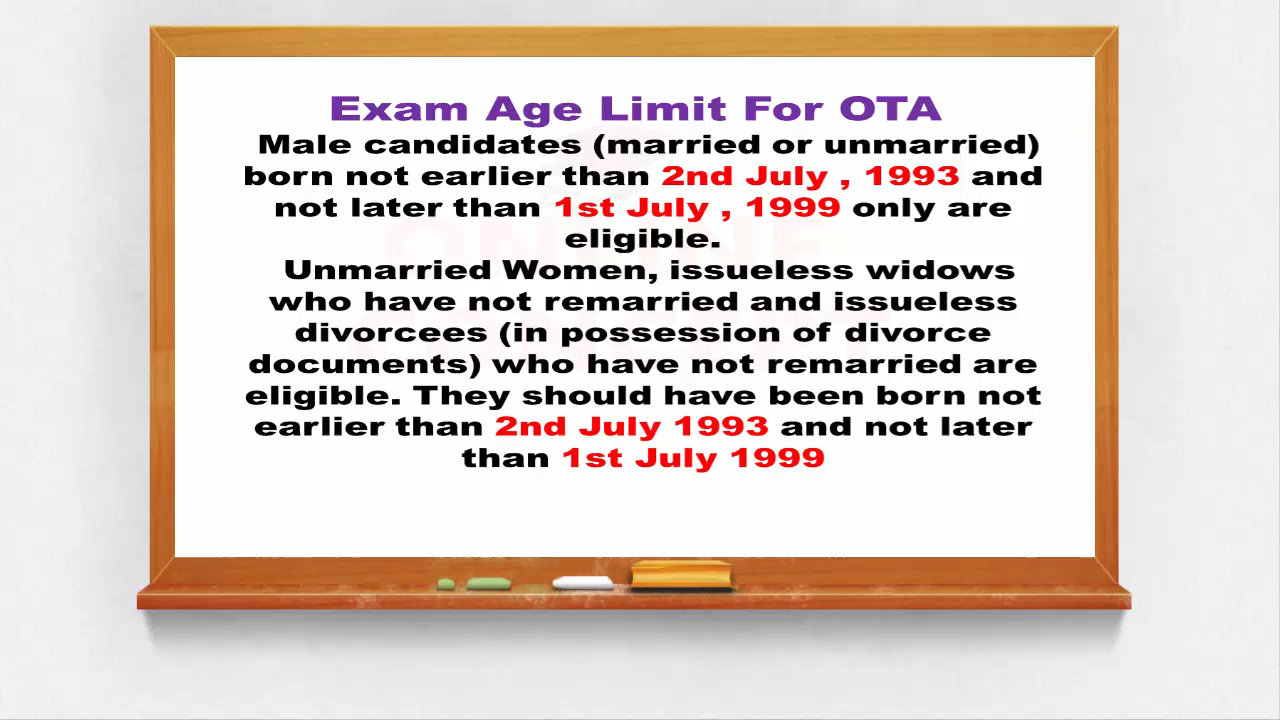 Exam Age Limit For OTA
Male candidates (married or unmarried)
born not earlier than 2nd July , 1993 and
not later than 1st July , 1999 only are
eligible.
Unmarried Women, issueless widows
who have not remarried and issueless
divorcees (in possession of divorce
documents) who have not remarried are
eligible. They should have been born not
earlier than 2nd July 1993 and not later
than 1st July 1999